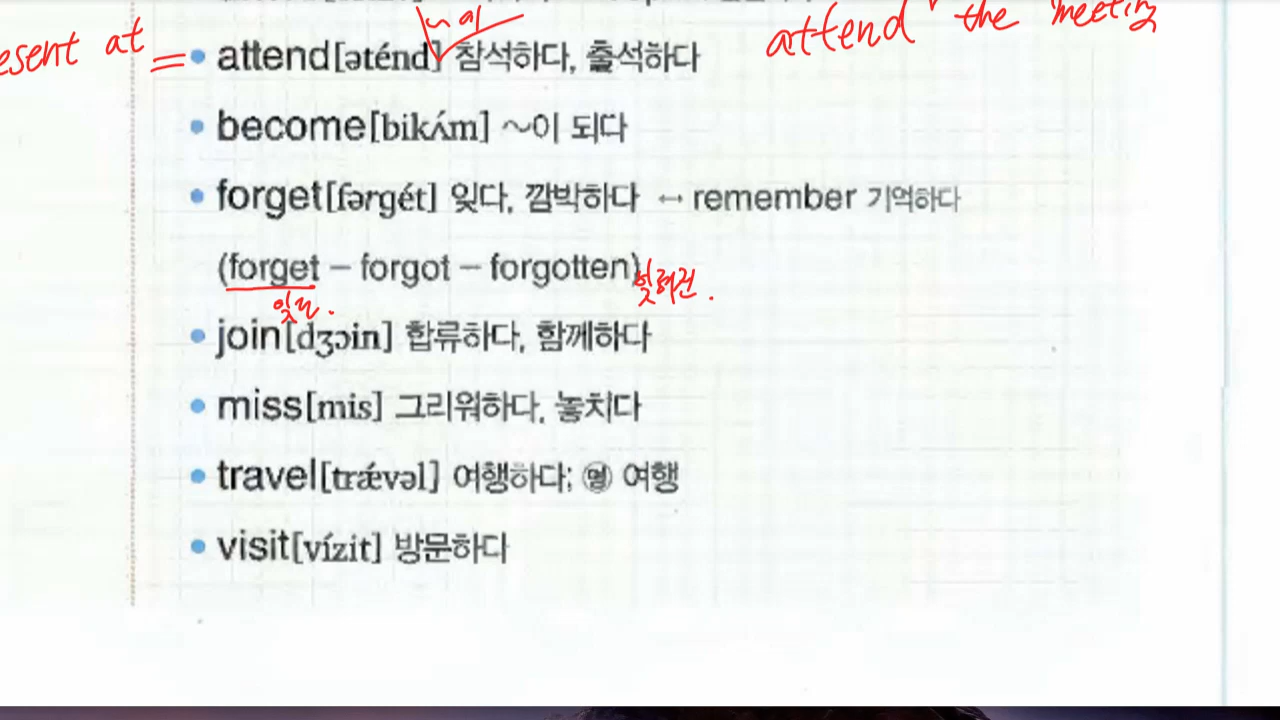 attend the meeting
esent at = • attend[əténd] 참석하다, 출석하다
• become[bikʌ́m] ～이 되다
• forget[fərgét] 잊다, 깜박하다 ↔ remember 기억하다
(forget – forgot – forgotten) 잊혀진.
• join[dʒɔin] 합류하다, 함께하다
• miss[mis] 그리워하다, 놓치다
• travel[trǽvəl] 여행하다; 명 여행
• visit[vízit] 방문하다